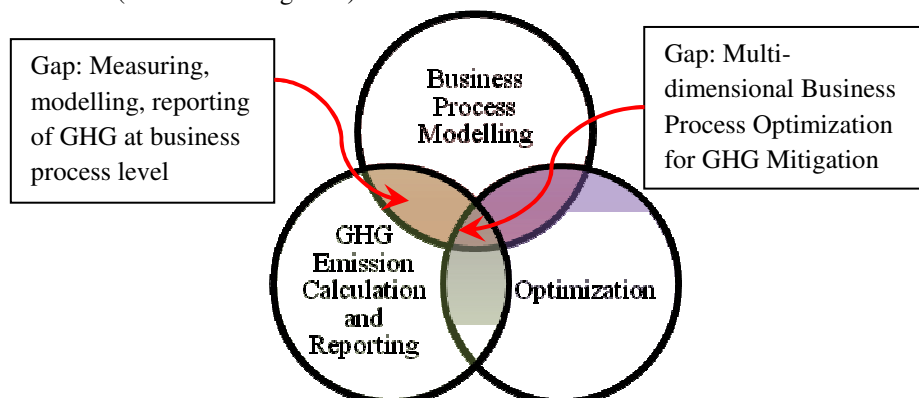 Gap: Measuring,
modelling, reporting
of GHG at business
process level
Business
Process
Modelling
Gap: Multi-
dimensional Business
Process Optimization
for GHG Mitigation
GHG
Emission
Calculation
and
Reporting
Optimization